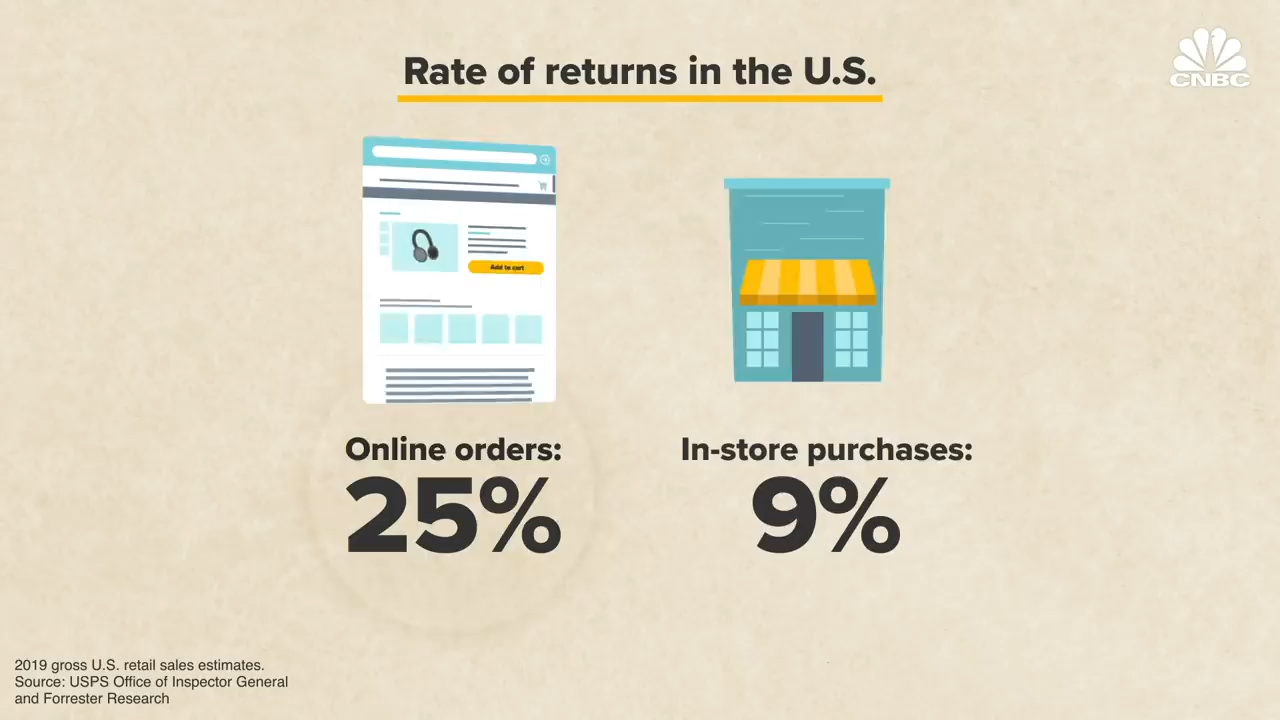 Rate of returns in the U.S.
CNBC
Add to cart
Online orders:
25%
In-store purchases:
9%
2019 gross U.S. retail sales estimates.
Source: USPS Office of Inspector General
and Forrester Research